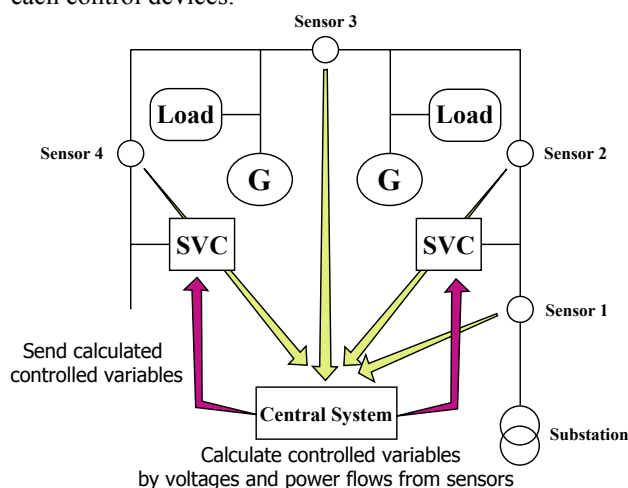 each control devices.
Sensor 3
Load
Load
Sensor 4
Sensor 2
G
G
SVC
SVC
Sensor 1
Send calculated
controlled variables
Central System
Substation
Calculate controlled variables
by voltages and power flows from sensors